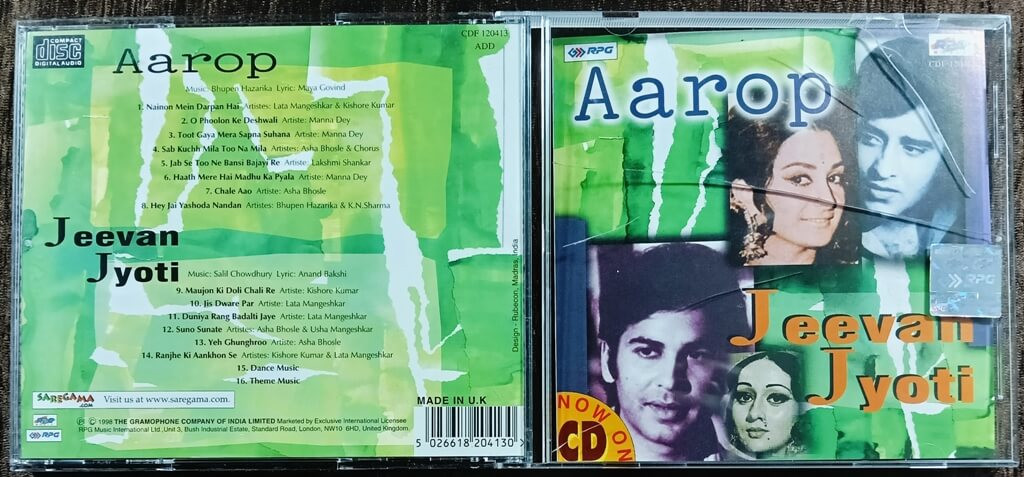 COMPACT
disc
DIGITAL AUDIO
CDF 120413
ADD
Aarop
Music: Bhupen Hazarika Lyric: Maya Govind
1. Nainon Mein Darpan Hai Artistes: Lata Mangeshkar & Kishore Kumar
2. O Phoolon Ke Deshwali Artiste: Manna Dey
3. Toot Gaya Mera Sapna Suhana Artiste: Manna Dey
4. Sab Kuchh Mila Too Na Mila Artistes: Asha Bhosle & Chorus
5. Jab Se Too Ne Bansi Bajayi Re Artiste: Lakshmi Shankar
6. Haath Mere Hai Madhu Ka Pyala Artiste: Manna Dey
7. Chale Aao Artiste: Asha Bhosle
8. Hey Jai Yashoda Nandan Artistes: Bhupen Hazarika & K.N.Sharma
Jeevan
Jyoti
Music: Salil Chowdhury Lyric: Anand Bakshi
9. Maujon Ki Doli Chali Re Artiste: Kishore Kumar
10. Jis Dware Par Artiste: Lata Mangeshkar
11. Duniya Rang Badalti Jaye Artiste: Lata Mangeshkar
12. Suno Sunate Artistes: Asha Bhosle & Usha Mangeshkar
13. Yeh Ghunghroo Artiste: Asha Bhosle
14. Ranjhe Ki Aankhon Se Artistes: Kishore Kumar & Lata Mangeshkar
15. Dance Music
16. Theme Music
Design - Rubecon, Madras, India
SAREGAMA
.COM
Visit us at www.saregama.com.
MADE IN U.K
RPG
℗ © 1998 THE GRAMOPHONE COMPANY OF INDIA LIMITED Marketed by Exclusive International Licensee
RPG Music International Ltd.,Unit 3, Bush Industrial Estate, Standard Road, London, NW10 6HD, United Kingdom.
5 026618 204130 >
RPG
Aarop
RPG
Jeevan
Jyoti
NOW ON
CD